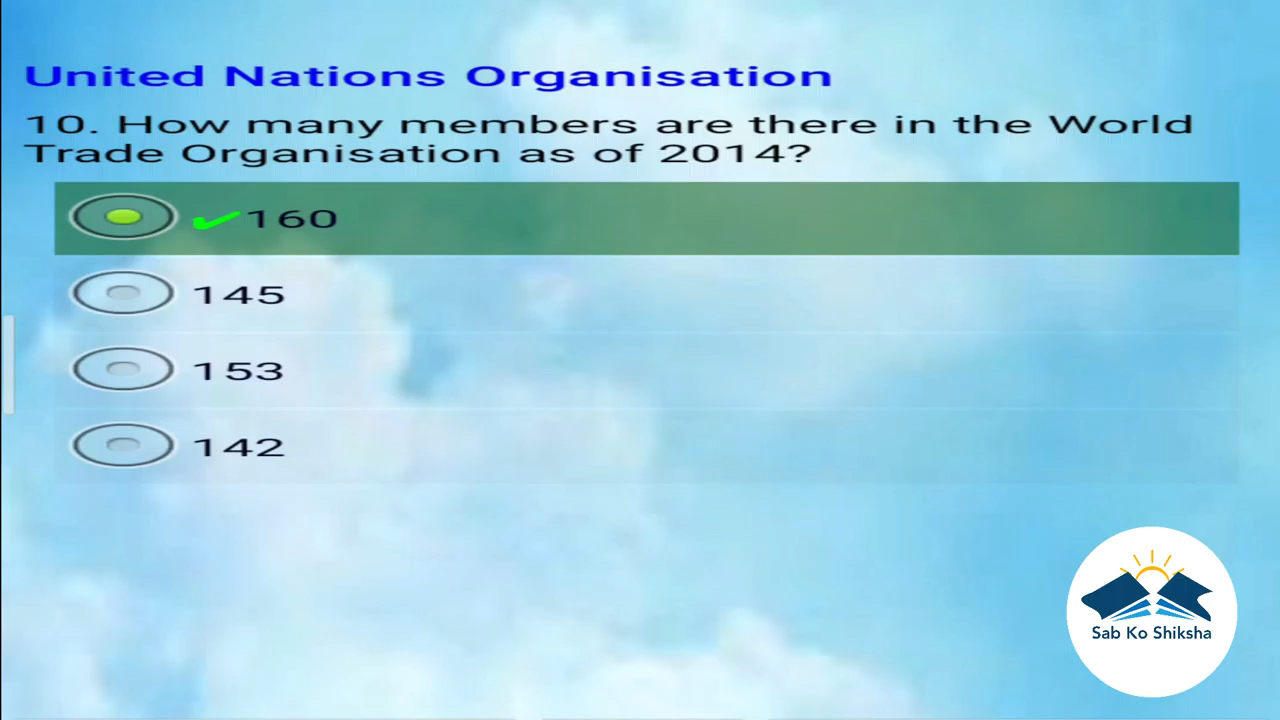 United Nations Organisation
10. How many members are there in the World
Trade Organisation as of 2014?
✓160
145
153
142
Sab Ko Shiksha